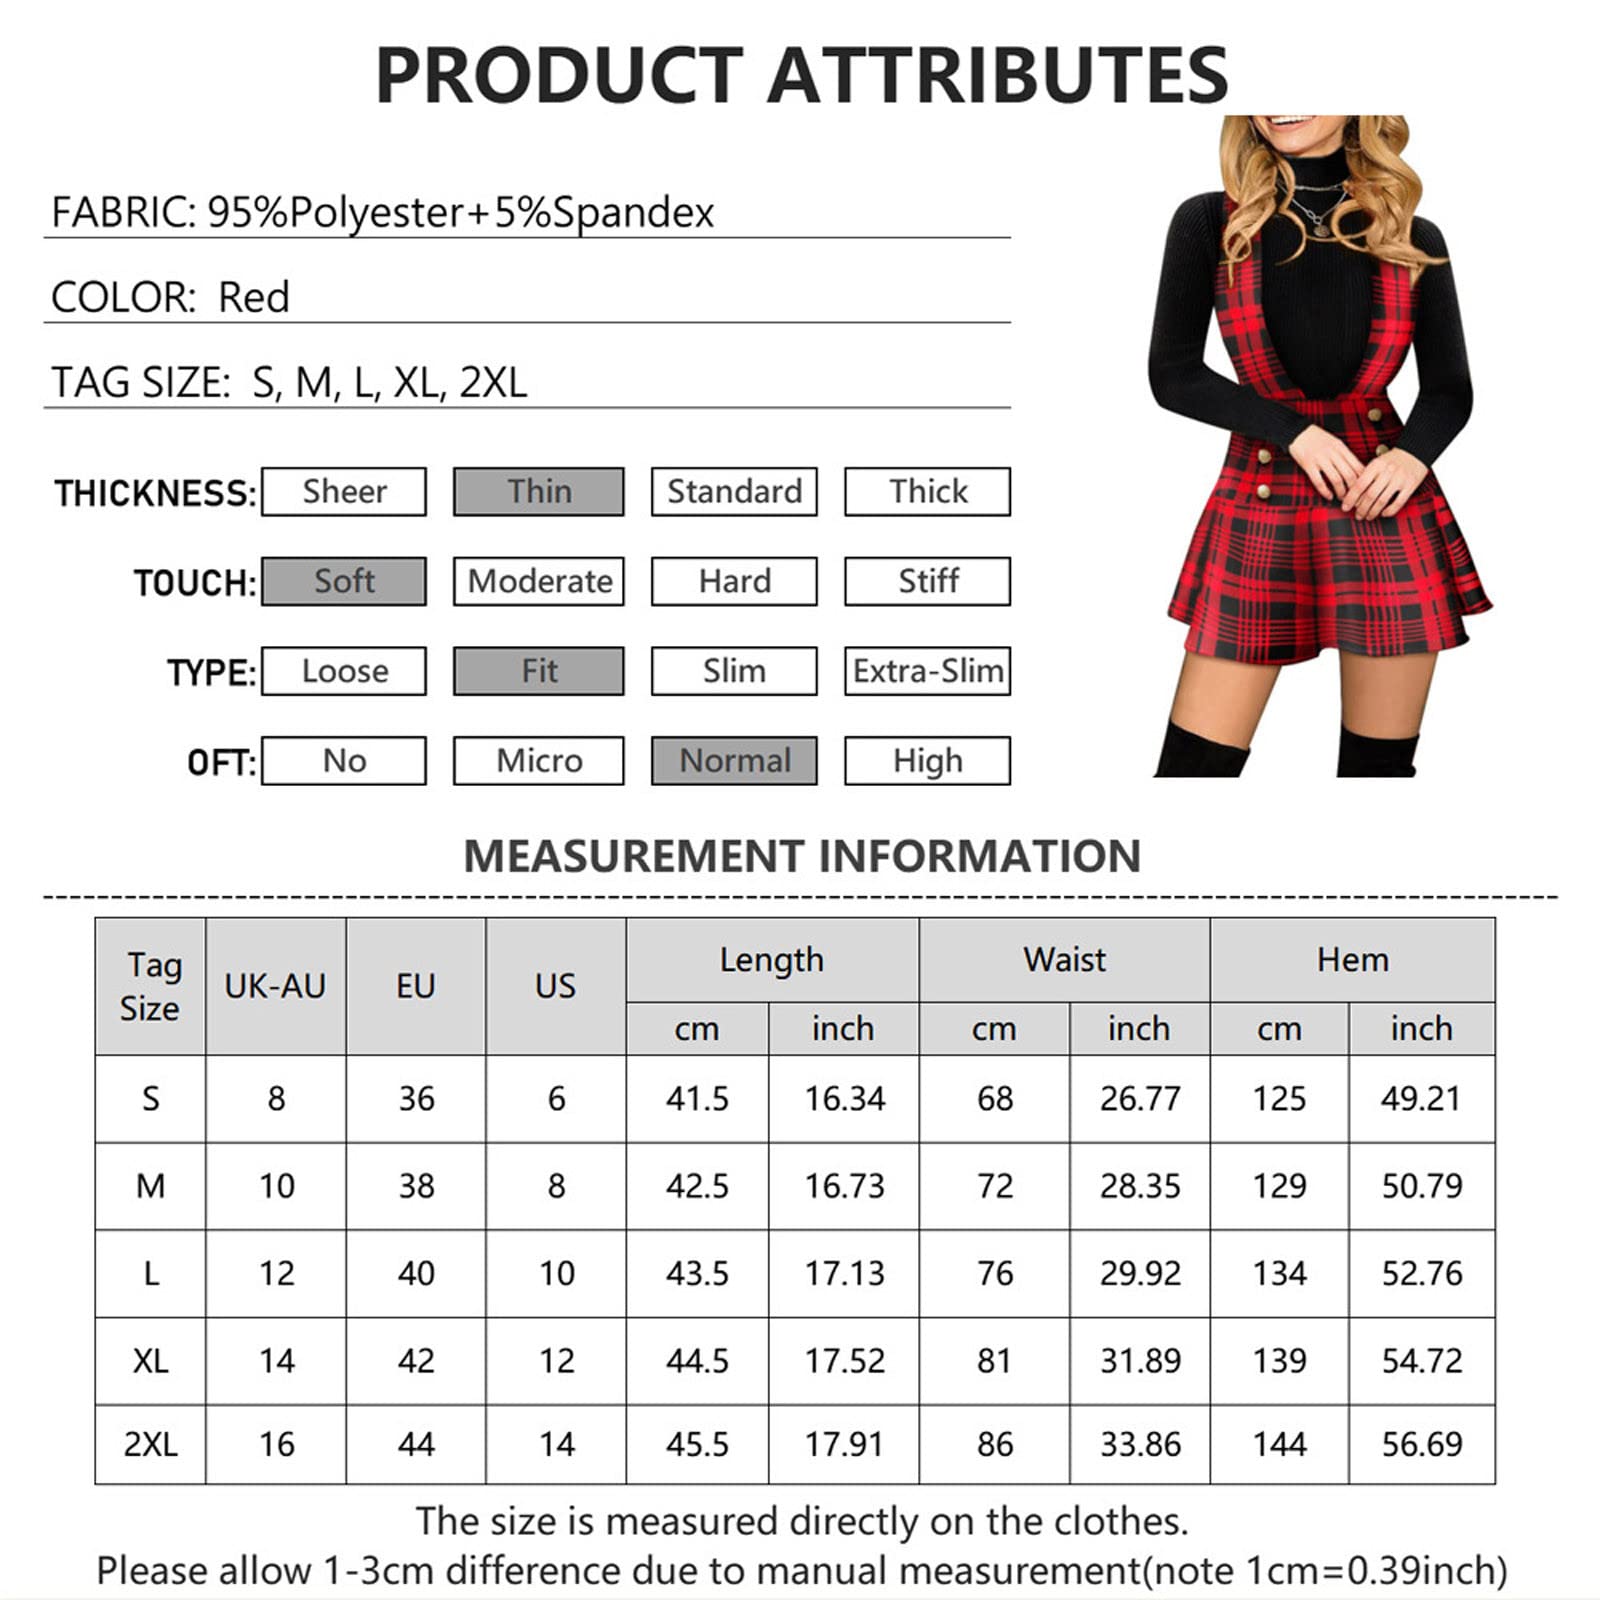 PRODUCT ATTRIBUTES
FABRIC: 95%Polyester+5%Spandex
COLOR: Red
TAG SIZE: S, M, L, XL, 2XL
THICKNESS: Sheer Thin Standard Thick
TOUCH: Soft Moderate Hard Stiff
TYPE: Loose Fit Slim Extra-Slim
OFT: No Micro Normal High
MEASUREMENT INFORMATION
Tag Size UK-AU EU US Length Waist Hem
cm inch cm inch cm inch
S 8 36 6 41.5 16.34 68 26.77 125 49.21
M 10 38 8 42.5 16.73 72 28.35 129 50.79
L 12 40 10 43.5 17.13 76 29.92 134 52.76
XL 14 42 12 44.5 17.52 81 31.89 139 54.72
2XL 16 44 14 45.5 17.91 86 33.86 144 56.69
The size is measured directly on the clothes.
Please allow 1-3cm difference due to manual measurement(note 1cm=0.39inch)